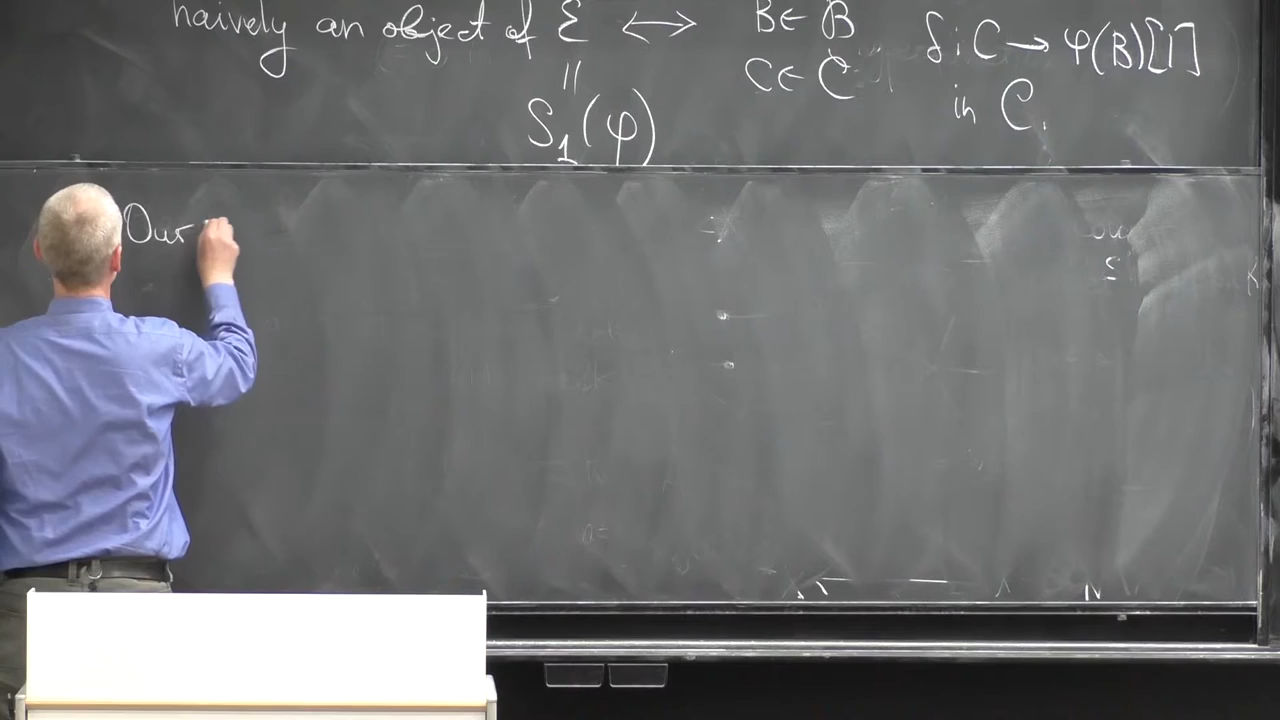 naively an object of ℰ ⟷ B ∈ ℬ δ: C → φ(B)[1]
|| C ∈ 𝒞 in 𝒞.
S₁(φ)
Our